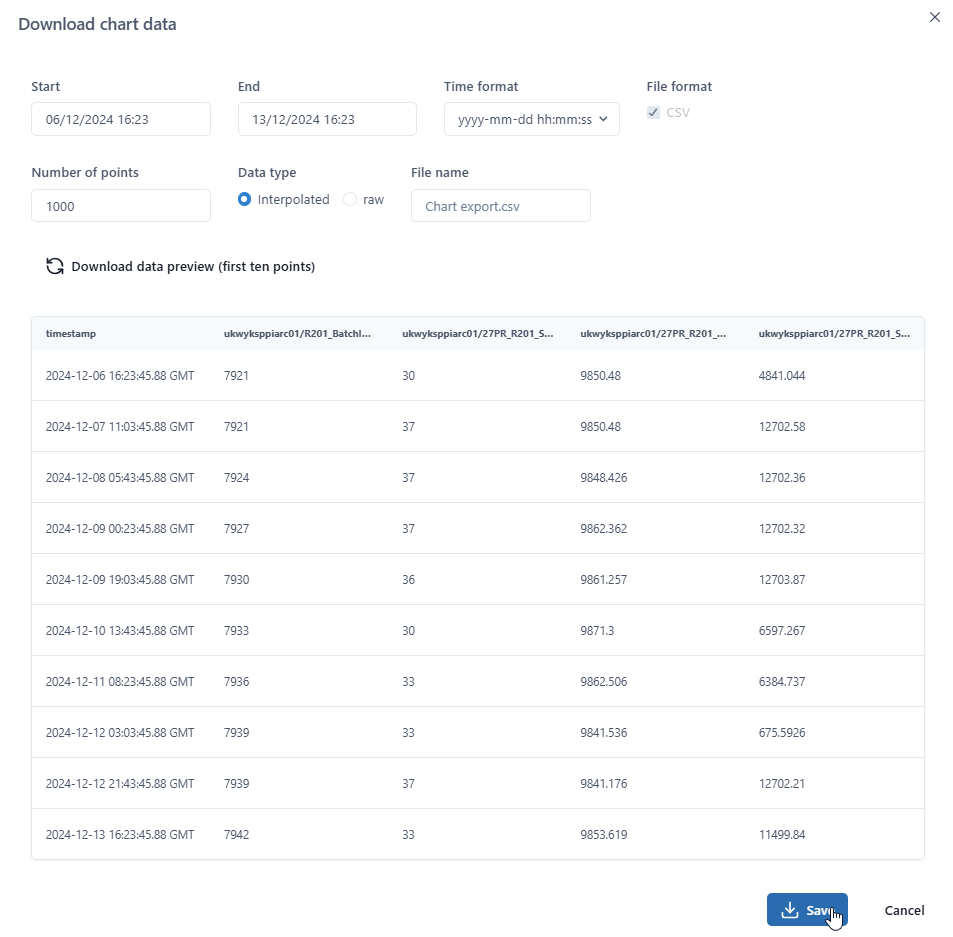 Download chart data
Start End Time format File format
06/12/2024 16:23 13/12/2024 16:23 yyyy-mm-dd hh:mm:ss CSV
Number of points Data type File name
1000 Interpolated raw Chart export.csv
Download data preview (first ten points)
timestamp ukwyksppiarc01/R201_BatchI... ukwyksppiarc01/27PR_R201_S... ukwyksppiarc01/27PR_R201_... ukwyksppiarc01/27PR_R201_S...
2024-12-06 16:23:45.88 GMT 7921 30 9850.48 4841.044
2024-12-07 11:03:45.88 GMT 7921 37 9850.48 12702.58
2024-12-08 05:43:45.88 GMT 7924 37 9848.426 12702.36
2024-12-09 00:23:45.88 GMT 7927 37 9862.362 12702.32
2024-12-09 19:03:45.88 GMT 7930 36 9861.257 12703.87
2024-12-10 13:43:45.88 GMT 7933 30 9871.3 6597.267
2024-12-11 08:23:45.88 GMT 7936 33 9862.506 6384.737
2024-12-12 03:03:45.88 GMT 7939 33 9841.536 675.5926
2024-12-12 21:43:45.88 GMT 7939 37 9841.176 12702.21
2024-12-13 16:23:45.88 GMT 7942 33 9853.619 11499.84
Save Cancel